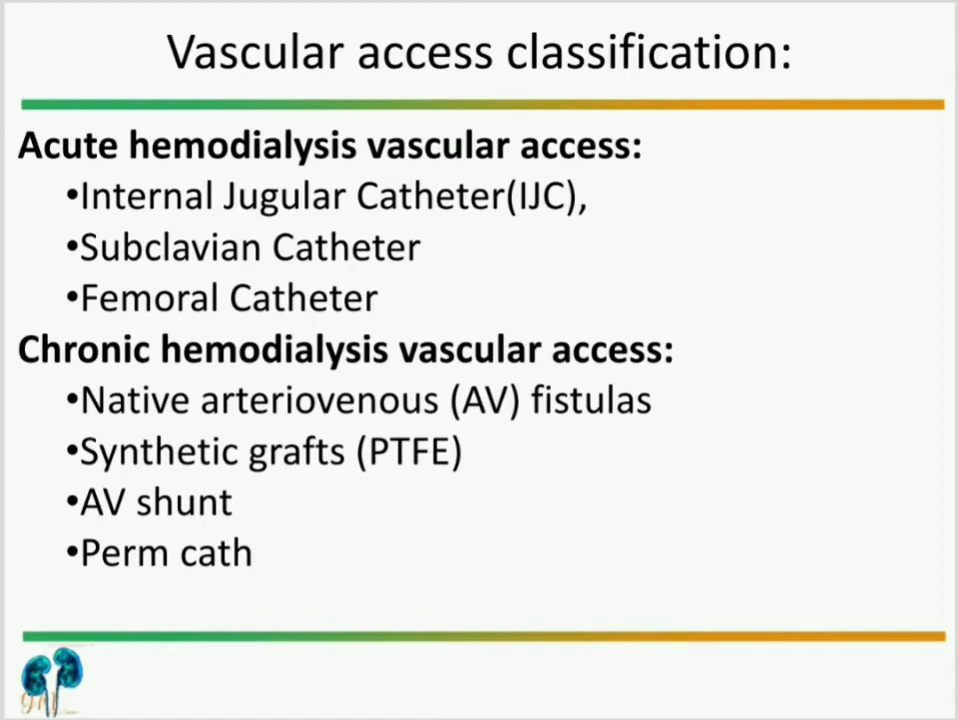 Vascular access classification:
Acute hemodialysis vascular access:
•Internal Jugular Catheter(IJC),
•Subclavian Catheter
•Femoral Catheter
Chronic hemodialysis vascular access:
•Native arteriovenous (AV) fistulas
•Synthetic grafts (PTFE)
•AV shunt
•Perm cath